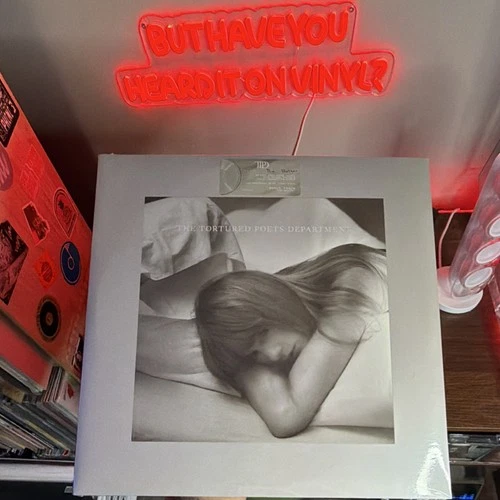 BUT HAVE YOU
HEARD IT ON VINYL?
THE TORTURED POETS DEPARTMENT